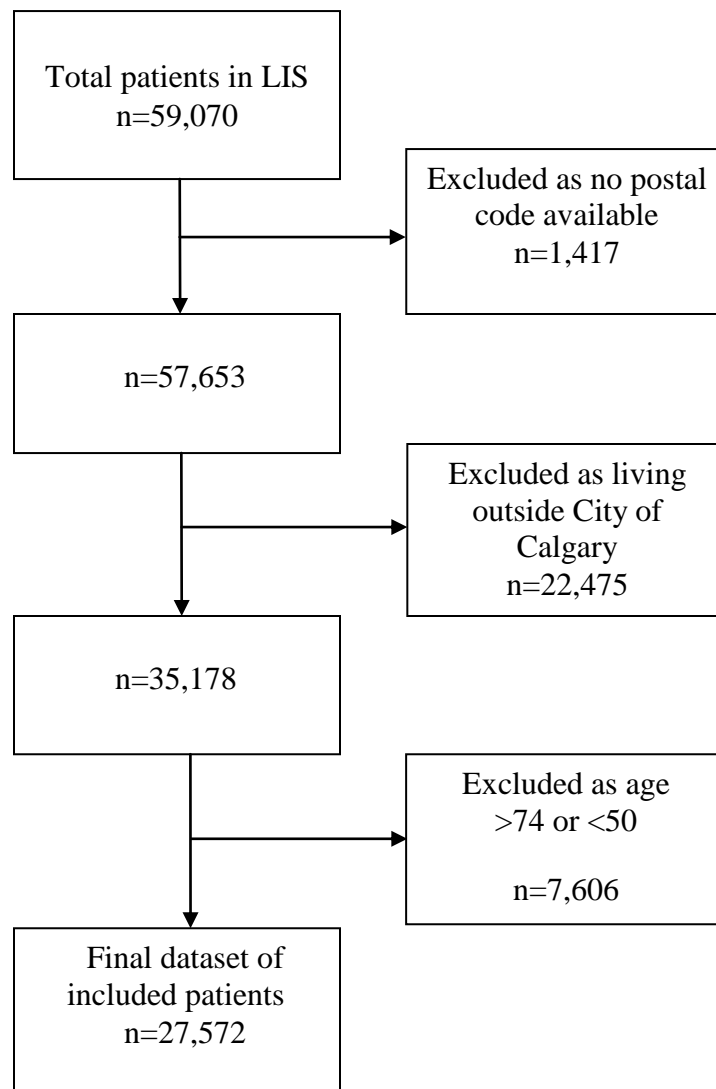 Total patients in LIS
n=59,070
Excluded as no postal
code available
n=1,417
n=57,653
Excluded as living
outside City of
Calgary
n=22,475
n=35,178
Excluded as age
>74 or <50
n=7,606
Final dataset of
included patients
n=27,572